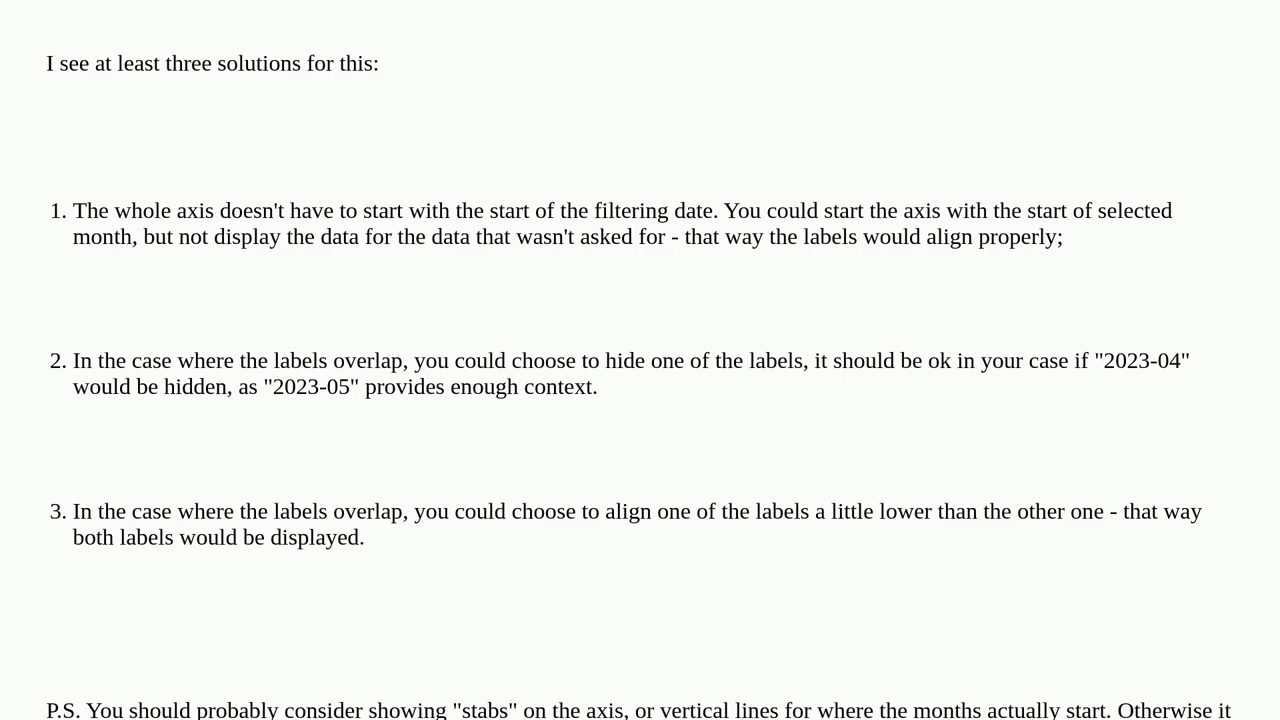 I see at least three solutions for this:
1. The whole axis doesn't have to start with the start of the filtering date. You could start the axis with the start of selected
month, but not display the data for the data that wasn't asked for - that way the labels would align properly;
2. In the case where the labels overlap, you could choose to hide one of the labels, it should be ok in your case if "2023-04"
would be hidden, as "2023-05" provides enough context.
3. In the case where the labels overlap, you could choose to align one of the labels a little lower than the other one - that way
both labels would be displayed.
P.S. You should probably consider showing "stabs" on the axis, or vertical lines for where the months actually start. Otherwise it